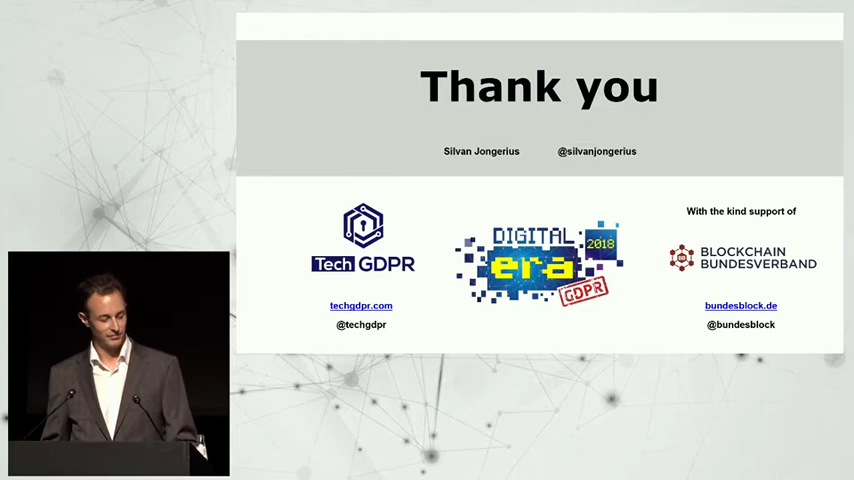 Thank you
Silvan Jongerius @silvanjongerius
With the kind support of
DIGITAL
2018
era
GDPR
Tech GDPR
BLOCKCHAIN
BUNDESVERBAND
techgdpr.com
bundesblock.de
@techgdpr
@bundesblock